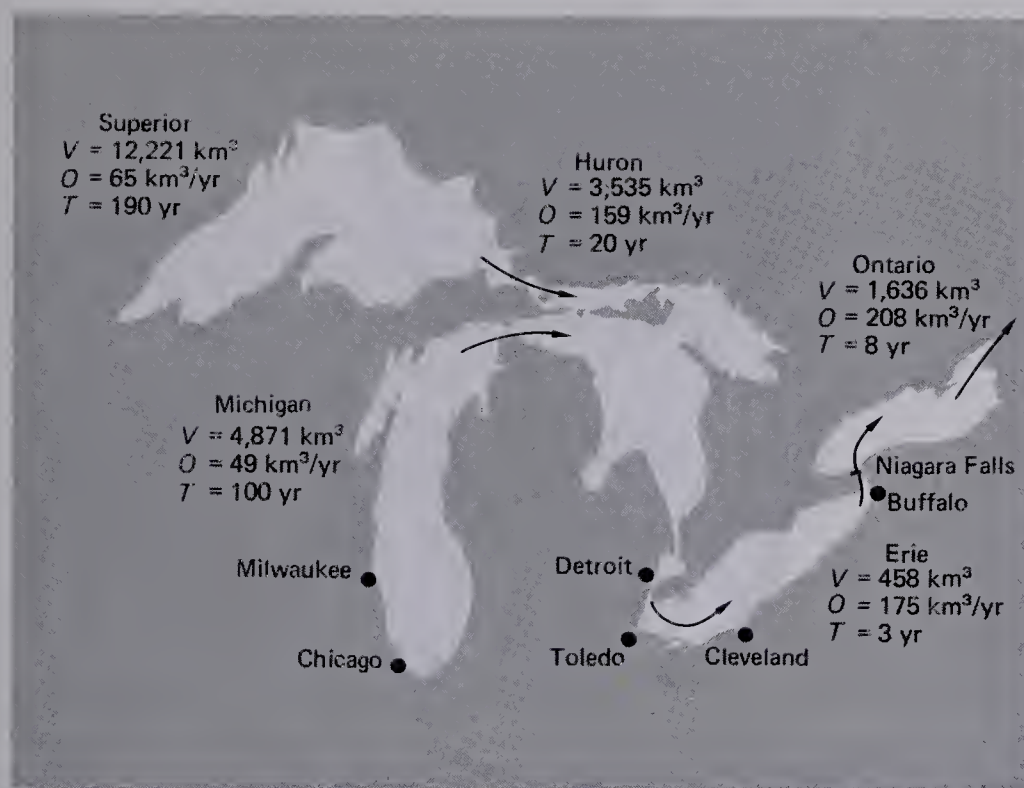 Superior
V = 12,221 km³
O = 65 km³/yr
T = 190 yr
Huron
V = 3,535 km³
O = 159 km³/yr
T = 20 yr
Ontario
V = 1,636 km³
O = 208 km³/yr
T = 8 yr
Michigan
V = 4,871 km³
O = 49 km³/yr
T = 100 yr
Niagara Falls
Buffalo
Erie
V = 458 km³
O = 175 km³/yr
T = 3 yr
Milwaukee
Detroit
Chicago
Toledo
Cleveland